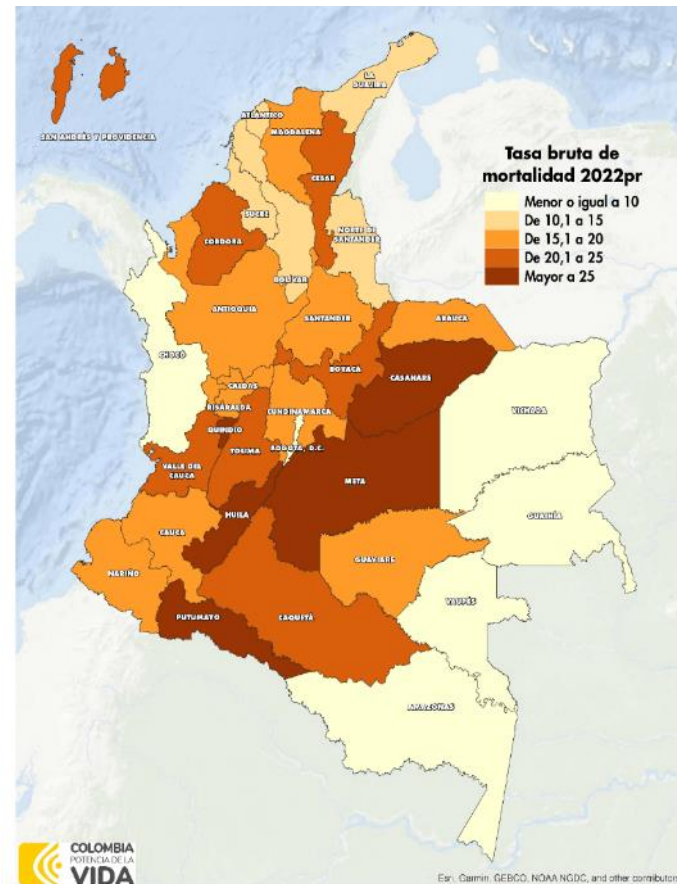 LA
GUAJIRA
ATLÁNTICO
MAGDALENA
SAN ANDRÉS Y PROVIDENCIA
CESAR
Tasa bruta de
mortalidad 2022pr
Menor o igual a 10
De 10,1 a 15
De 15,1 a 20
De 20,1 a 25
Mayor a 25
SUCRE
NORTE DE
SANTANDER
CÓRDOBA
BOLÍVAR
ANTIOQUIA
SANTANDER
ARAUCA
CHOCÓ
BOYACÁ
CASANARE
CALDAS
RISARALDA
CUNDINAMARCA
VICHADA
QUINDIO
BOGOTÁ, D.C.
TOLIMA
VALLE DEL
CAUCA
META
HUILA
GUAINÍA
CAUCA
GUAVIARE
NARIÑO
VAUPÉS
PUTUMAYO
CAQUETÁ
AMAZONAS
COLOMBIA
POTENCIA DE LA
VIDA
Esri, Garmin, GEBCO, NOAA NGDC, and other contributors